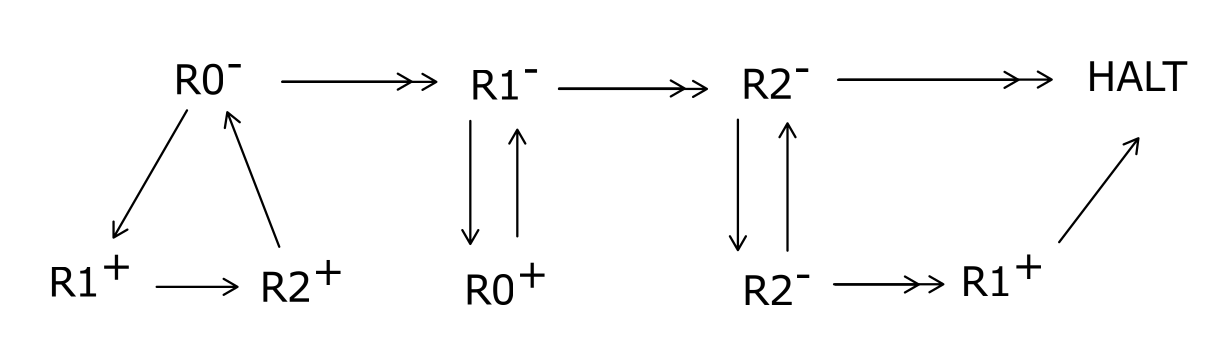 R0⁻ R1⁻ R2⁻ HALT
R1⁺ R2⁺ R0⁺ R2⁻ R1⁺